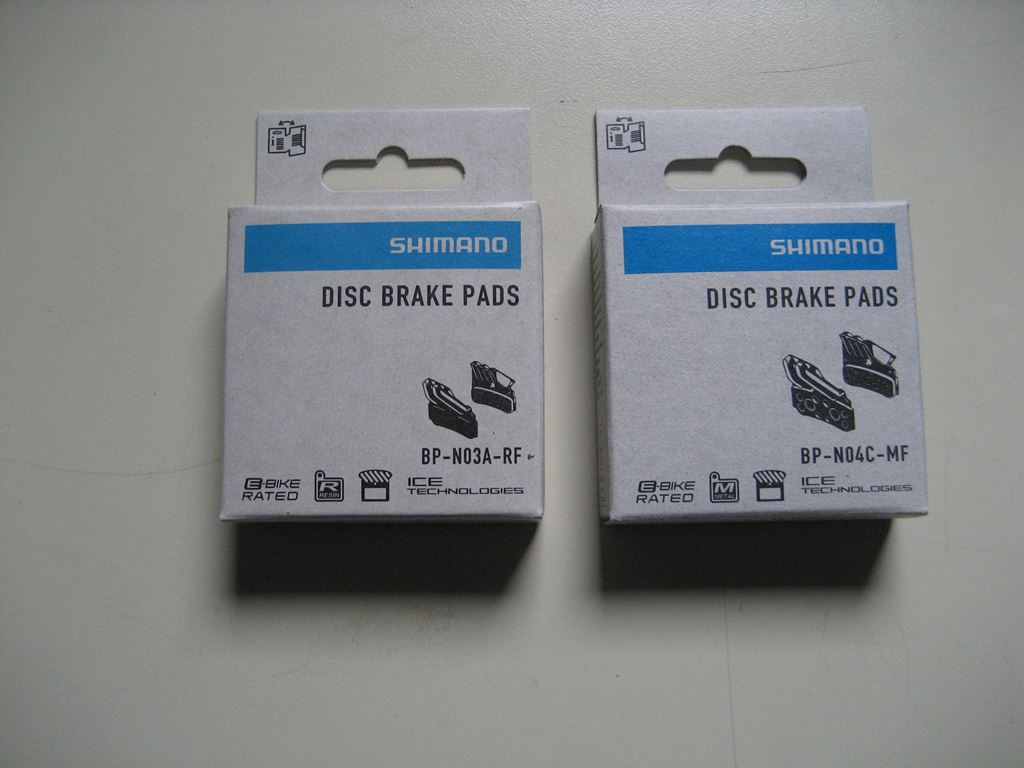 SHIMANO
DISC BRAKE PADS
BP-N03A-RF
E-BIKE
RATED
R
RESIN
ICE
TECHNOLOGIES
SHIMANO
DISC BRAKE PADS
BP-N04C-MF
E-BIKE
RATED
M
METAL
ICE
TECHNOLOGIES